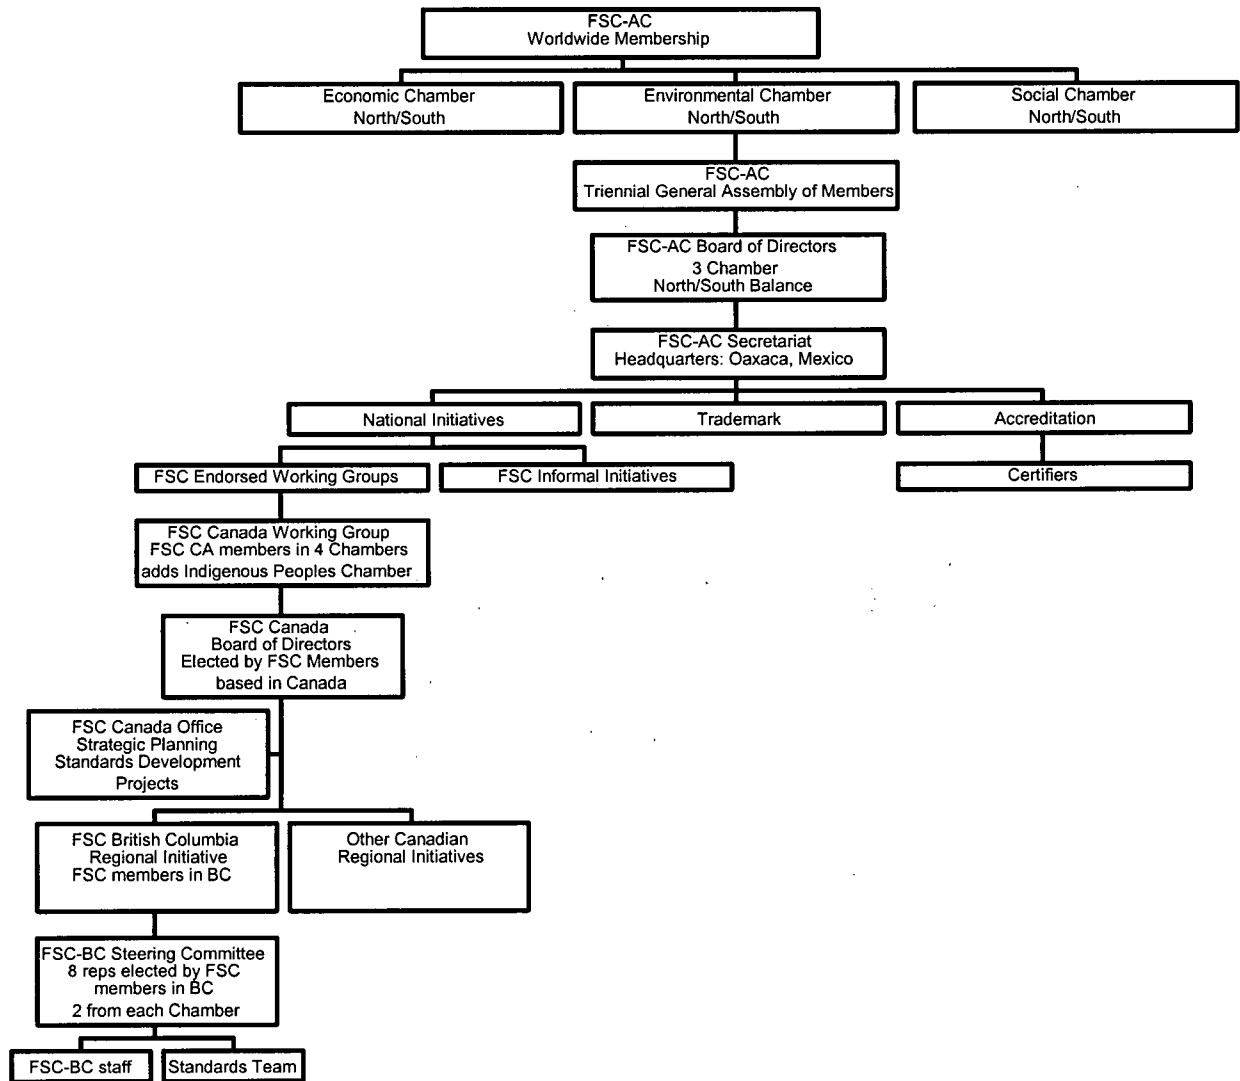 FSC-AC
Worldwide Membership
Economic Chamber
North/South
Environmental Chamber
North/South
Social Chamber
North/South
FSC-AC
Triennial General Assembly of Members
FSC-AC Board of Directors
3 Chamber
North/South Balance
FSC-AC Secretariat
Headquarters: Oaxaca, Mexico
National Initiatives
Trademark
Accreditation
FSC Endorsed Working Groups
FSC Informal Initiatives
Certifiers
FSC Canada Working Group
FSC CA members in 4 Chambers
adds Indigenous Peoples Chamber
FSC Canada
Board of Directors
Elected by FSC Members
based in Canada
FSC Canada Office
Strategic Planning
Standards Development
Projects
FSC British Columbia
Regional Initiative
FSC members in BC
Other Canadian
Regional Initiatives
FSC-BC Steering Committee
8 reps elected by FSC
members in BC
2 from each Chamber
FSC-BC staff
Standards Team